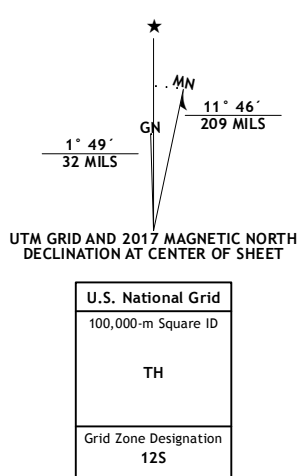 ★
MN
11° 46´
209 MILS
GN
1° 49´
32 MILS
UTM GRID AND 2017 MAGNETIC NORTH
DECLINATION AT CENTER OF SHEET
U.S. National Grid
100,000-m Square ID
TH
Grid Zone Designation
12S